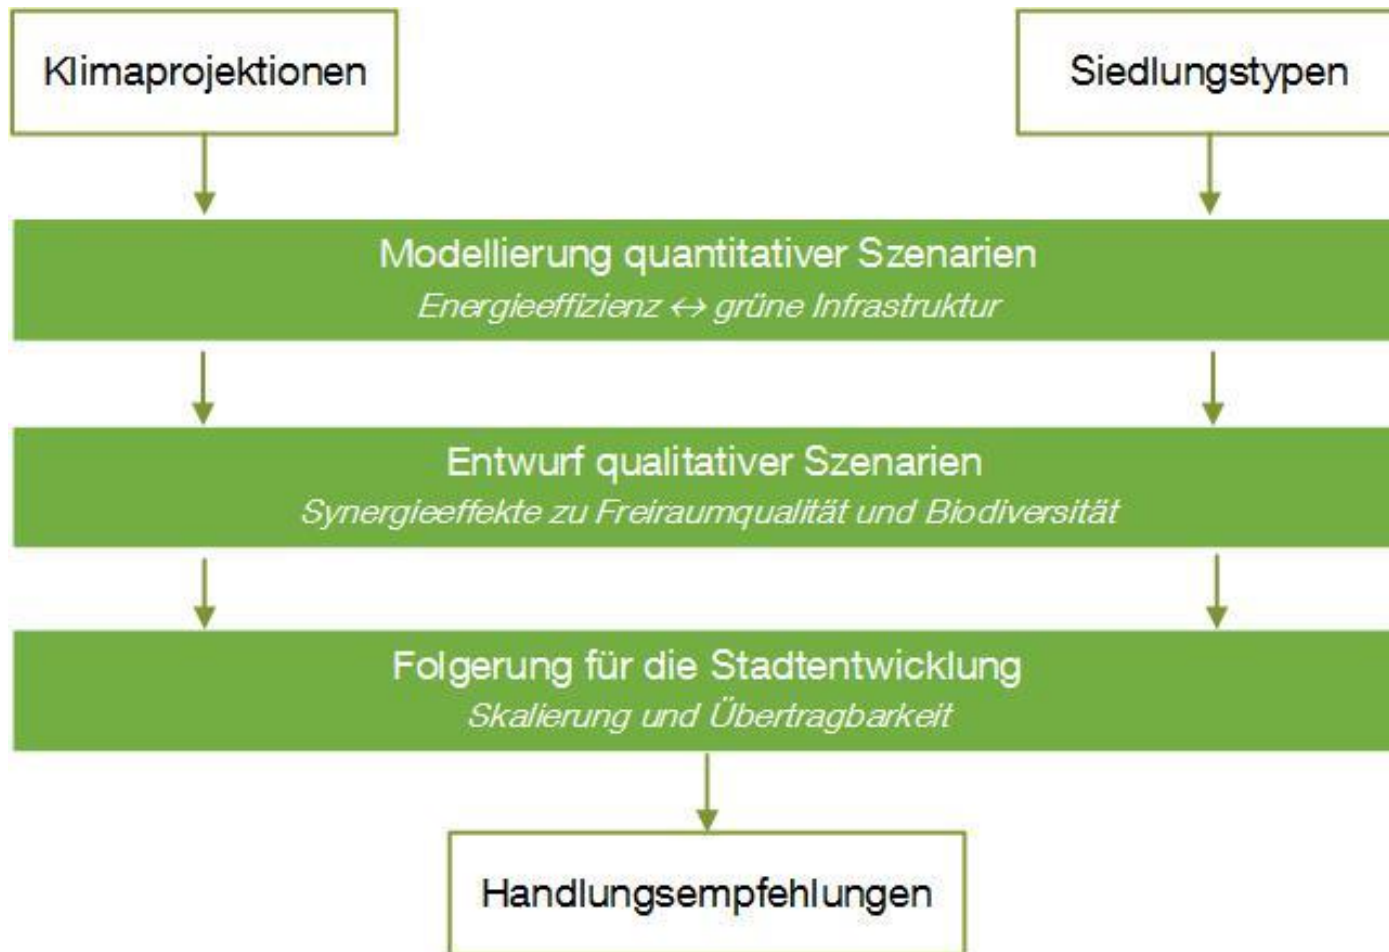 Klimaprojektionen
Siedlungstypen
Modellierung quantitativer Szenarien
Energieeffizienz ↔ grüne Infrastruktur
Entwurf qualitativer Szenarien
Synergieeffekte zu Freiraumqualität und Biodiversität
Folgerung für die Stadtentwicklung
Skalierung und Übertragbarkeit
Handlungsempfehlungen